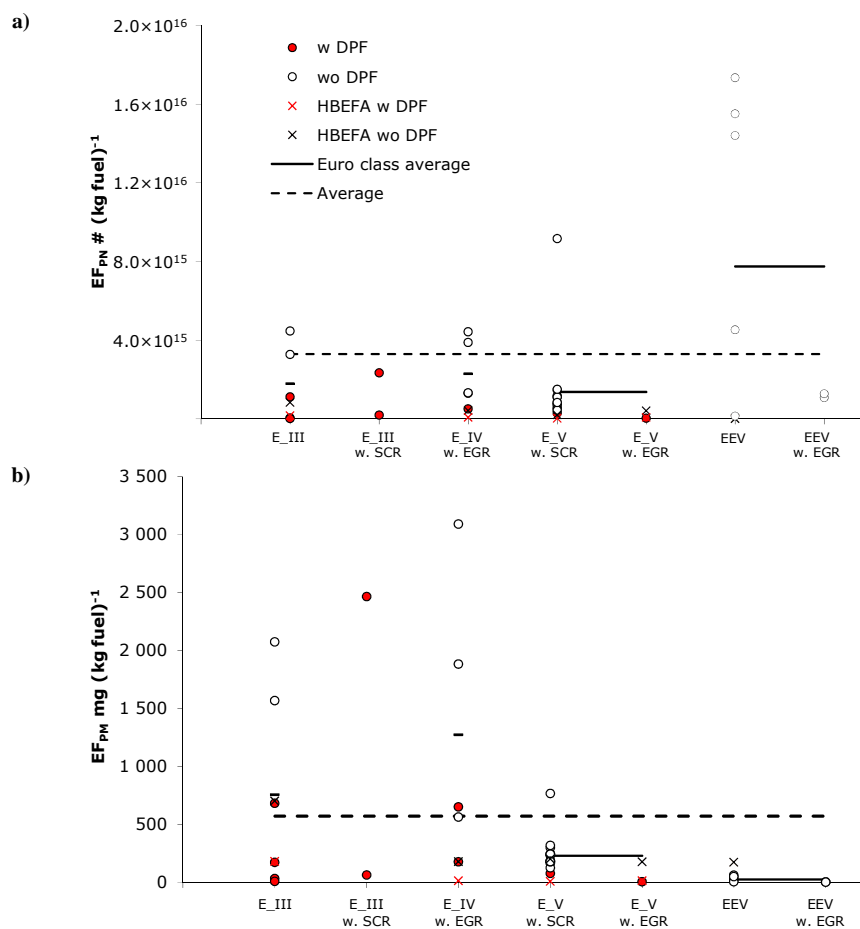 a)
2.0×10¹⁶
1.6×10¹⁶
1.2×10¹⁶
8.0×10¹⁵
4.0×10¹⁵
EF_PN # (kg fuel)⁻¹
w DPF
wo DPF
HBEFA w DPF
HBEFA wo DPF
Euro class average
Average
E_III
E_III
w. SCR
E_IV
w. EGR
E_V
w. SCR
E_V
w. EGR
EEV
EEV
w. EGR
b)
3 500
3 000
2 500
2 000
1 500
1 000
500
0
EF_PM mg (kg fuel)⁻¹
E_III
E_III
w. SCR
E_IV
w. EGR
E_V
w. SCR
E_V
w. EGR
EEV
EEV
w. EGR